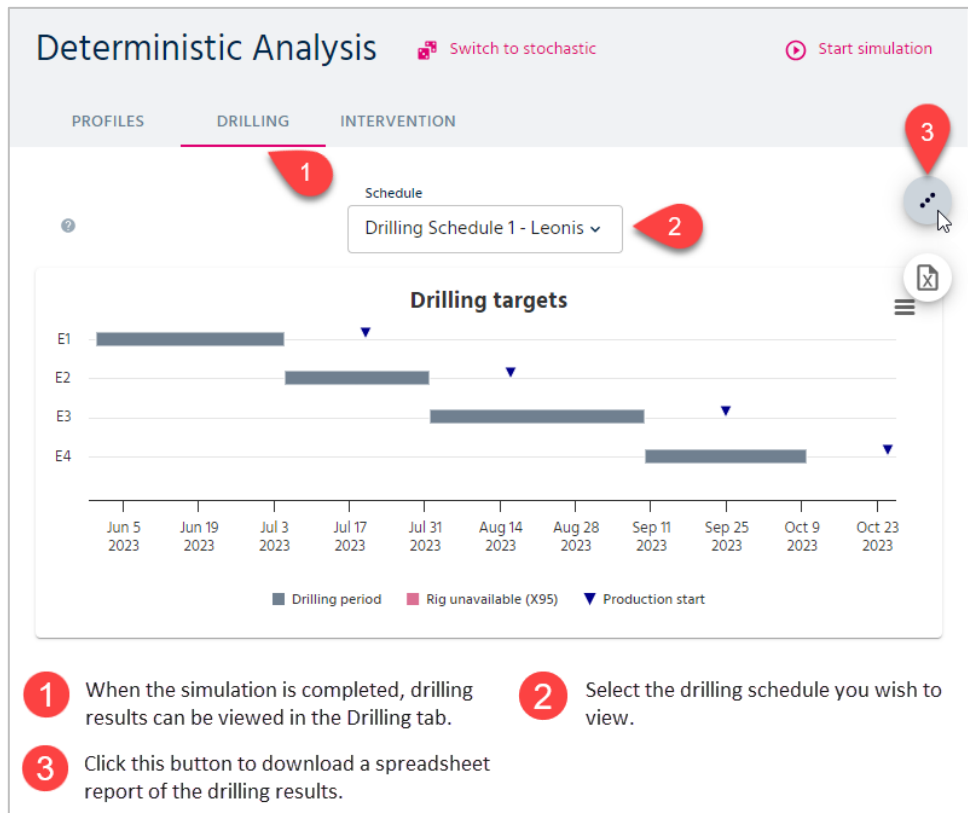 Deterministic Analysis
Switch to stochastic
Start simulation
PROFILES
DRILLING
INTERVENTION
3
1
Schedule
Drilling Schedule 1 - Leonis
2
?
X
Drilling targets
E1
E2
E3
E4
Jun 5
2023
Jun 19
2023
Jul 3
2023
Jul 17
2023
Jul 31
2023
Aug 14
2023
Aug 28
2023
Sep 11
2023
Sep 25
2023
Oct 9
2023
Oct 23
2023
Drilling period
Rig unavailable (X95)
Production start
1
When the simulation is completed, drilling
results can be viewed in the Drilling tab.
2
Select the drilling schedule you wish to
view.
3
Click this button to download a spreadsheet
report of the drilling results.